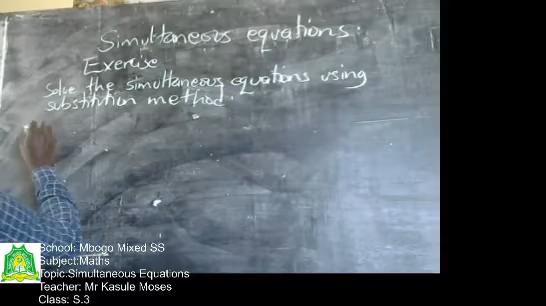 Simultaneous equations.
Exercise
Solve the simultaneous equations using
substitution method.
School: Mbogo Mixed SS
Subject:Maths
Topic:Simultaneous Equations
Teacher: Mr Kasule Moses
Class: S.3